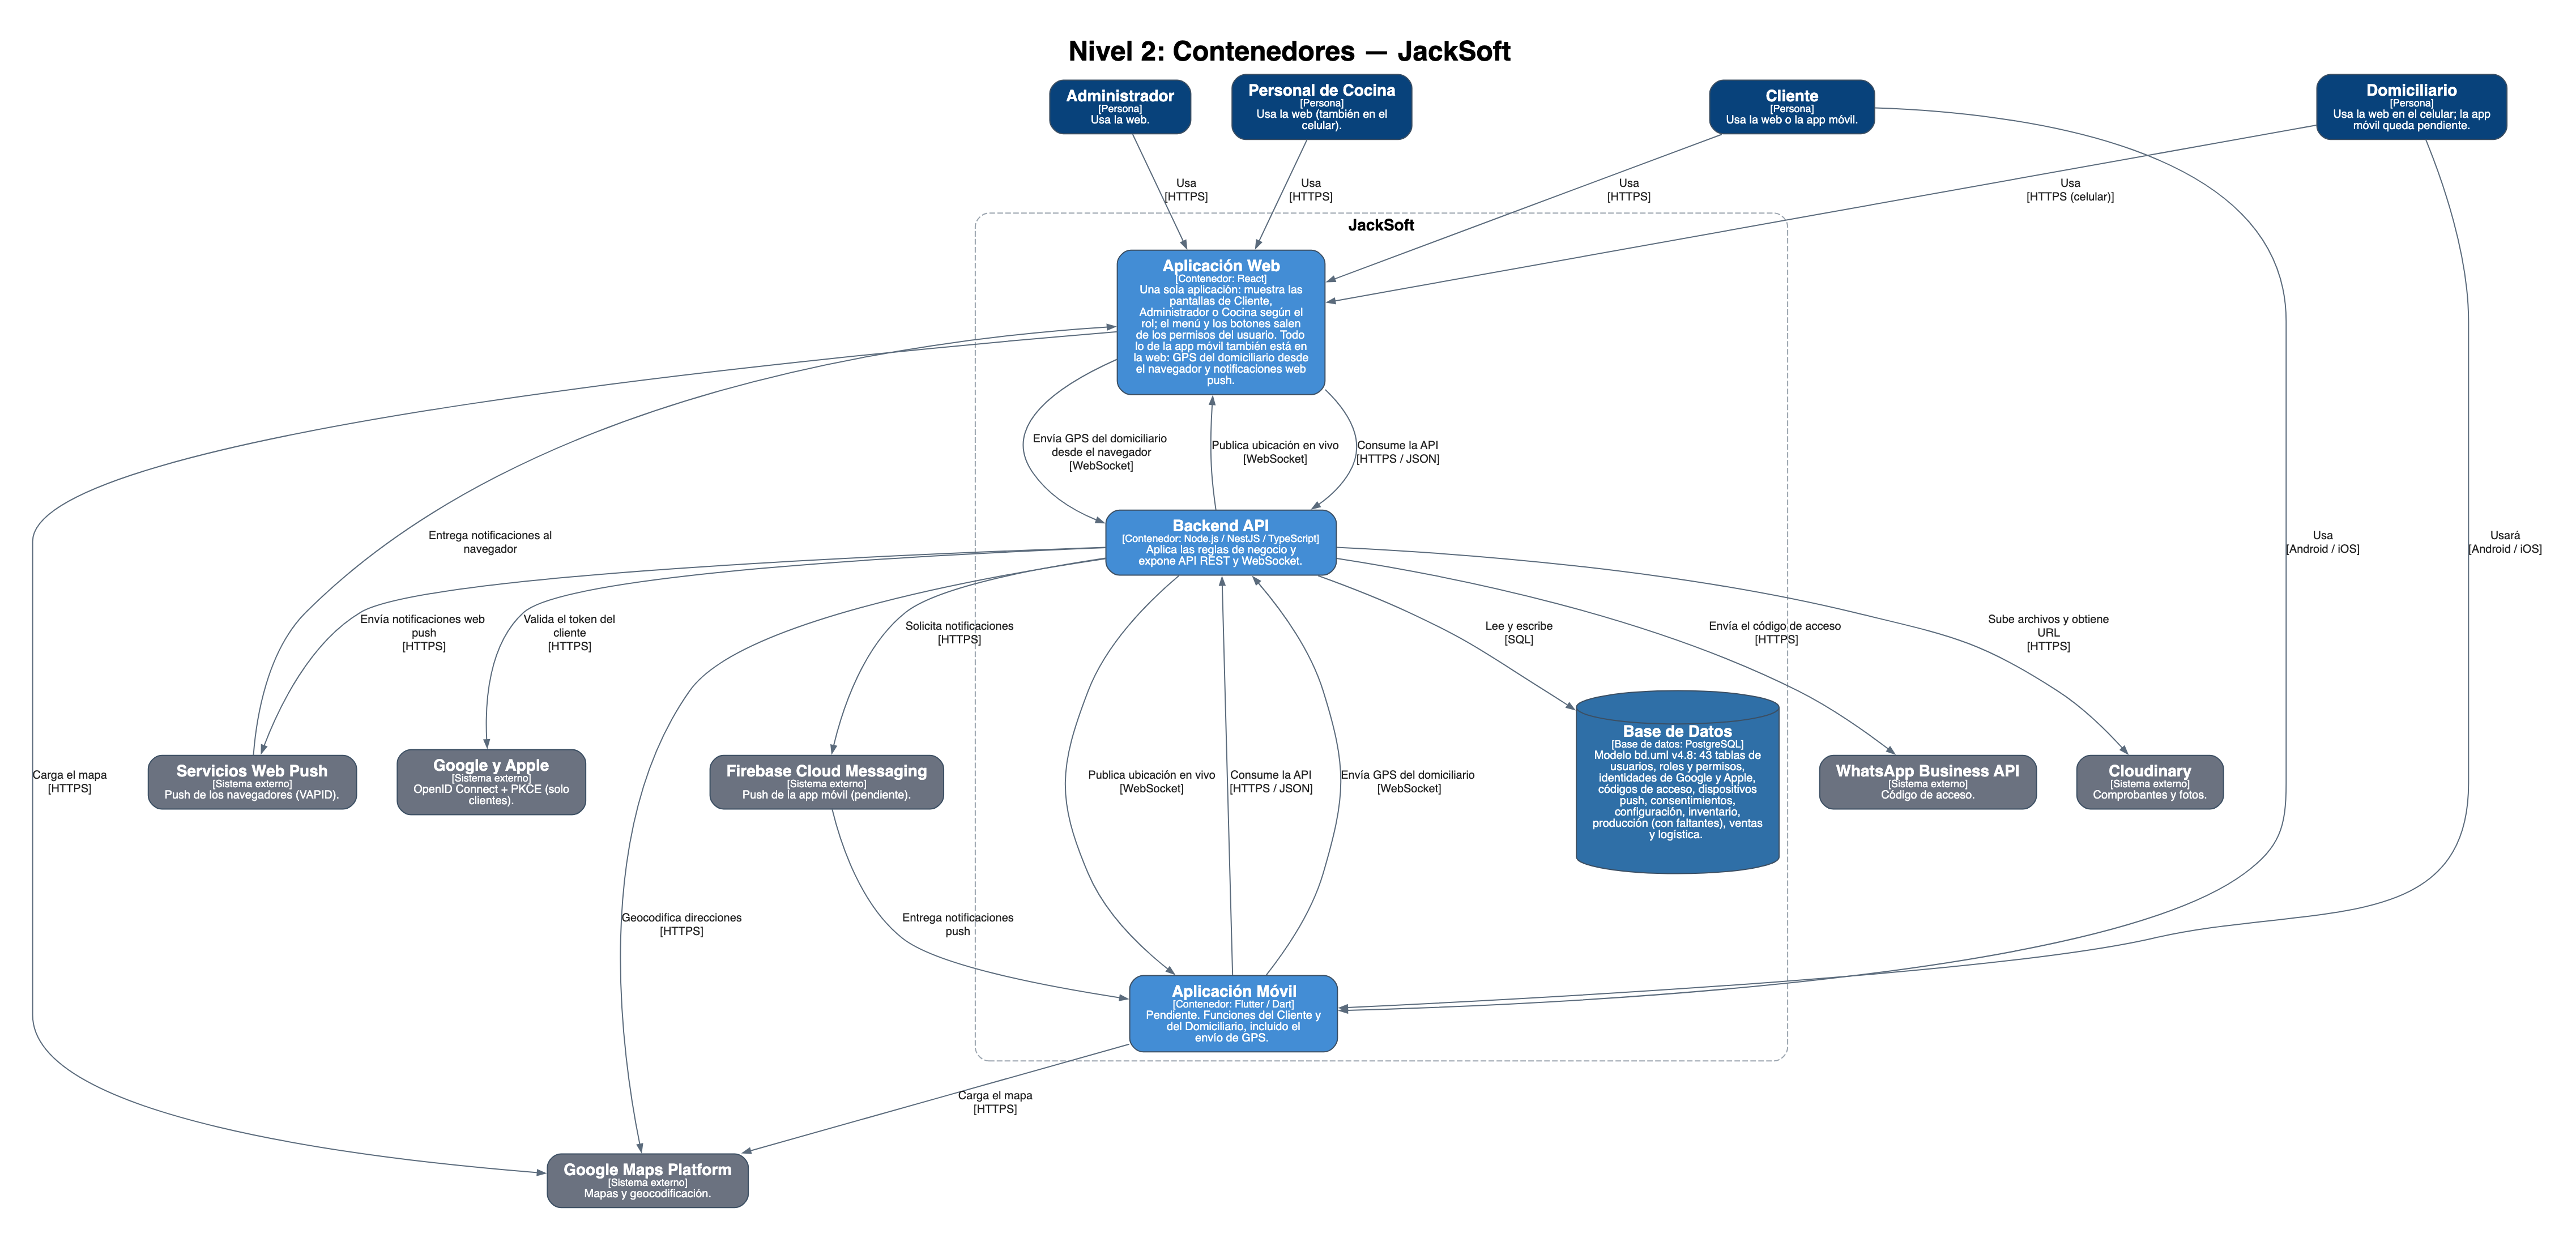 Nivel 2: Contenedores — JackSoft
Administrador
[Persona]
Usa la web.
Personal de Cocina
[Persona]
Usa la web (también en el
celular).
Cliente
[Persona]
Usa la web o la app móvil.
Domiciliario
[Persona]
Usa la web en el celular; la app
móvil queda pendiente.
Usa
[HTTPS]
Usa
[HTTPS]
Usa
[HTTPS]
Usa
[HTTPS (celular)]
JackSoft
Aplicación Web
[Contenedor: React]
Una sola aplicación: muestra las
pantallas de Cliente,
Administrador o Cocina según el
rol; el menú y los botones salen
de los permisos del usuario. Todo
lo de la app móvil también está en
la web: GPS del domiciliario desde
el navegador y notificaciones web
push.
Envía GPS del domiciliario
desde el navegador
[WebSocket]
Publica ubicación en vivo
[WebSocket]
Consume la API
[HTTPS / JSON]
Entrega notificaciones al
navegador
Backend API
[Contenedor: Node.js / NestJS / TypeScript]
Aplica las reglas de negocio y
expone API REST y WebSocket.
Usa
[Android / iOS]
Usará
[Android / iOS]
Envía notificaciones web
push
[HTTPS]
Valida el token del
cliente
[HTTPS]
Solicita notificaciones
[HTTPS]
Lee y escribe
[SQL]
Envía el código de acceso
[HTTPS]
Sube archivos y obtiene
URL
[HTTPS]
Carga el mapa
[HTTPS]
Servicios Web Push
[Sistema externo]
Push de los navegadores (VAPID).
Google y Apple
[Sistema externo]
OpenID Connect + PKCE (solo
clientes).
Firebase Cloud Messaging
[Sistema externo]
Push de la app móvil (pendiente).
Publica ubicación en vivo
[WebSocket]
Consume la API
[HTTPS / JSON]
Envía GPS del domiciliario
[WebSocket]
Base de Datos
[Base de datos: PostgreSQL]
Modelo bd.uml v4.8: 43 tablas de
usuarios, roles y permisos,
identidades de Google y Apple,
códigos de acceso, dispositivos
push, consentimientos,
configuración, inventario,
producción (con faltantes), ventas
y logística.
WhatsApp Business API
[Sistema externo]
Código de acceso.
Cloudinary
[Sistema externo]
Comprobantes y fotos.
Geocodifica direcciones
[HTTPS]
Entrega notificaciones
push
Aplicación Móvil
[Contenedor: Flutter / Dart]
Pendiente. Funciones del Cliente y
del Domiciliario, incluido el
envío de GPS.
Carga el mapa
[HTTPS]
Google Maps Platform
[Sistema externo]
Mapas y geocodificación.